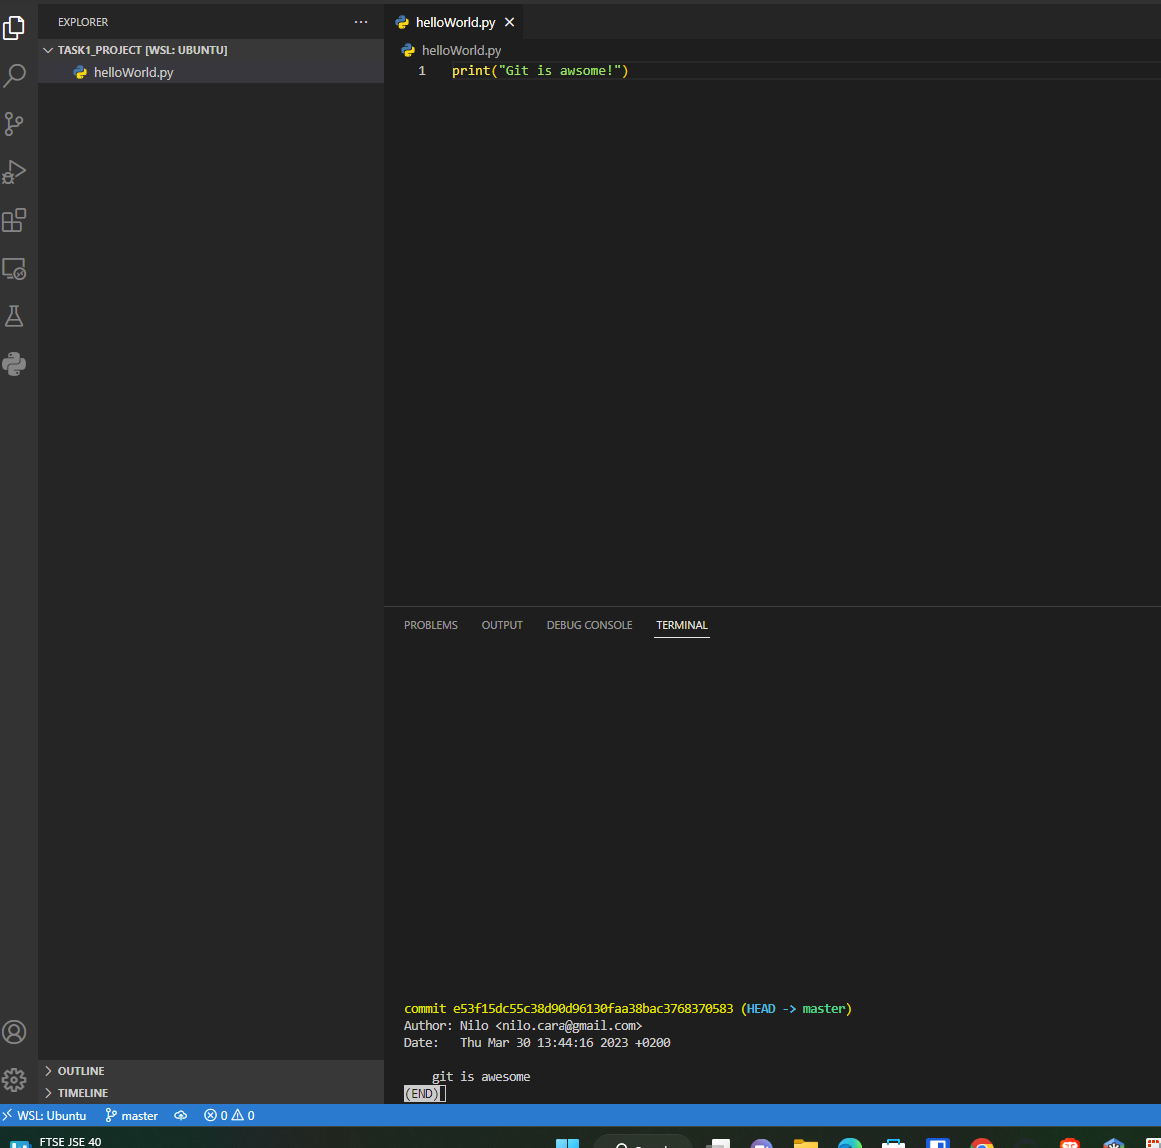 EXPLORER
TASK1_PROJECT [WSL: UBUNTU]
helloWorld.py
helloWorld.py
helloWorld.py
1 print("Git is awsome!")
PROBLEMS OUTPUT DEBUG CONSOLE TERMINAL
commit e53f15dc55c38d90d96130faa38bac3768370583 (HEAD -> master)
Author: Nilo <nilo.cara@gmail.com>
Date: Thu Mar 30 13:44:16 2023 +0200
git is awesome
(END)
OUTLINE
TIMELINE
WSL: Ubuntu master 0 0
FTSE JSE 40